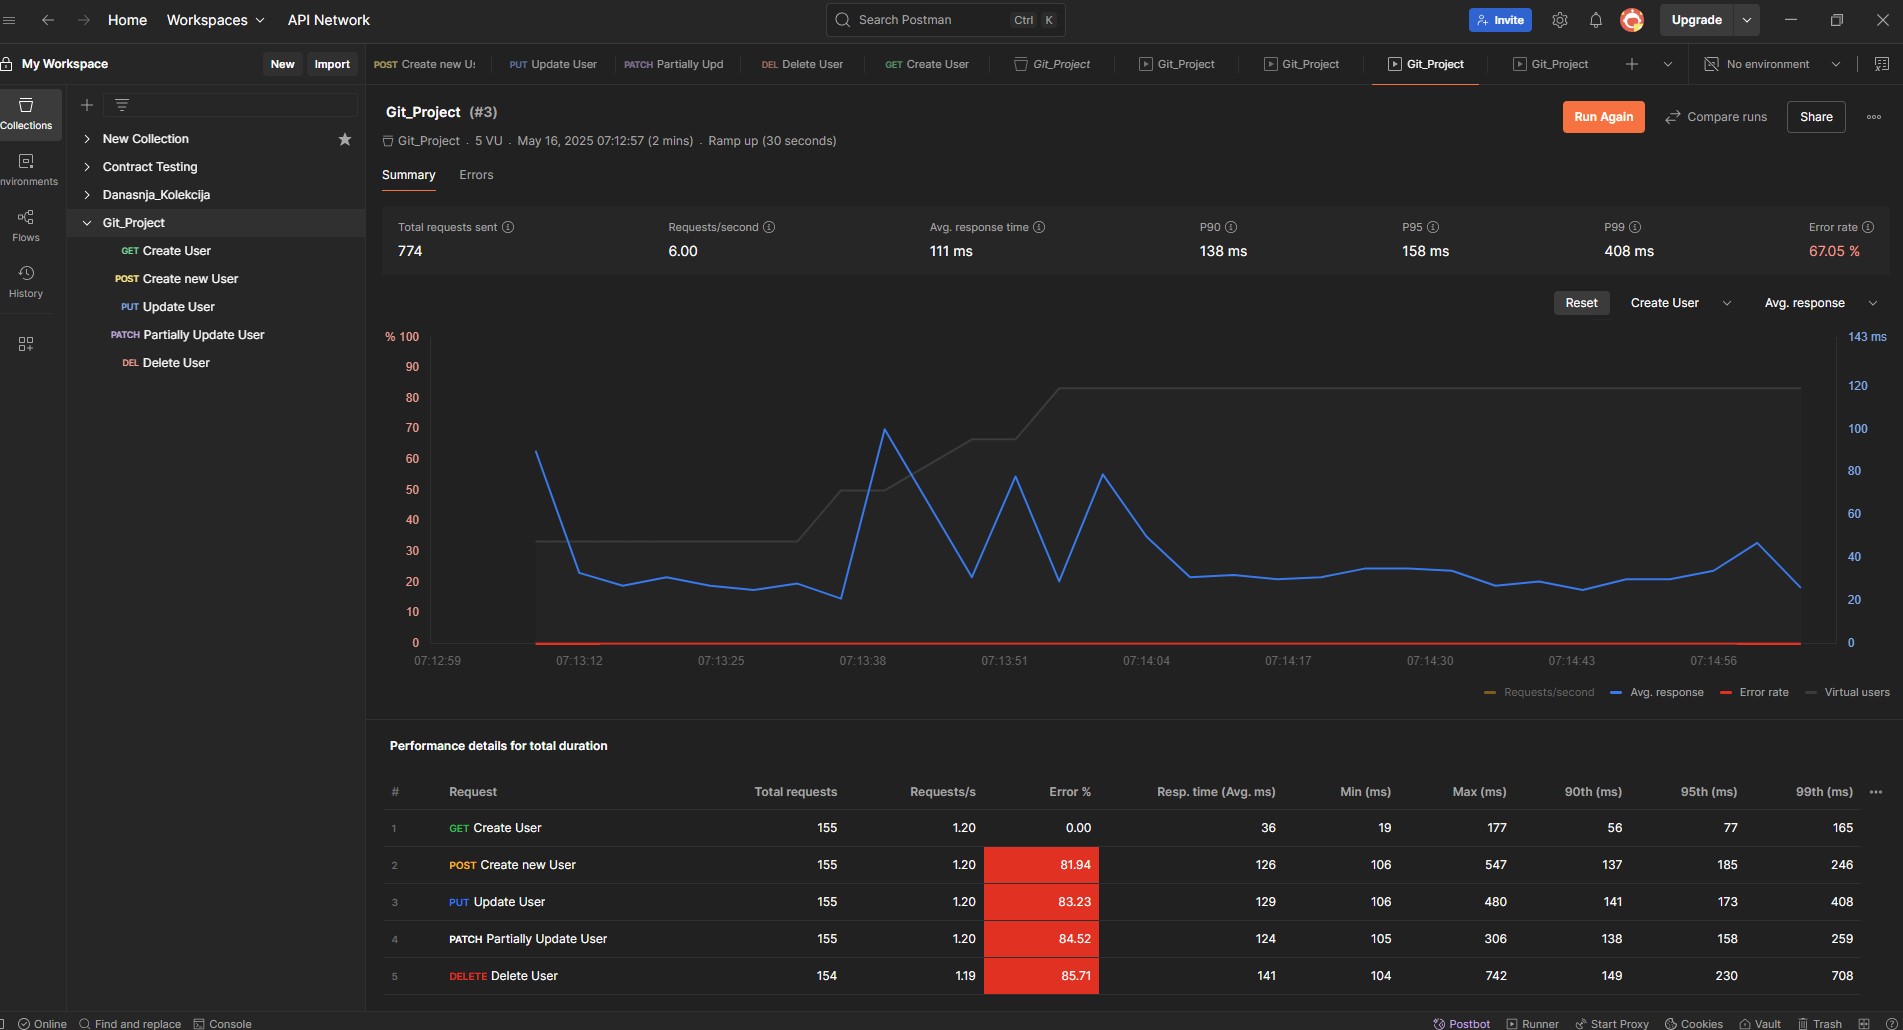 Home Workspaces API Network Search Postman Ctrl K Invite Upgrade
My Workspace New Import POST Create new Us PUT Update User PATCH Partially Upd DEL Delete User GET Create User Git_Project Git_Project Git_Project Git_Project Git_Project No environment
Collections
nvironments
Flows
History
New Collection
Contract Testing
Danasnja_Kolekcija
Git_Project
GET Create User
POST Create new User
PUT Update User
PATCH Partially Update User
DEL Delete User
Git_Project (#3)
Run Again Compare runs Share
Git_Project . 5 VU . May 16, 2025 07:12:57 (2 mins) . Ramp up (30 seconds)
Summary Errors
Total requests sent Requests/second Avg. response time P90 P95 P99 Error rate
774 6.00 111 ms 138 ms 158 ms 408 ms 67.05 %
Reset Create User Avg. response
% 100 143 ms
90
80 120
70 100
60
50 80
40 60
30 40
20 20
10
0 0
07:12:59 07:13:12 07:13:25 07:13:38 07:13:51 07:14:04 07:14:17 07:14:30 07:14:43 07:14:56
Requests/second Avg. response Error rate Virtual users
Performance details for total duration
# Request Total requests Requests/s Error % Resp. time (Avg. ms) Min (ms) Max (ms) 90th (ms) 95th (ms) 99th (ms)
1 GET Create User 155 1.20 0.00 36 19 177 56 77 165
2 POST Create new User 155 1.20 81.94 126 106 547 137 185 246
3 PUT Update User 155 1.20 83.23 129 106 480 141 173 408
4 PATCH Partially Update User 155 1.20 84.52 124 105 306 138 158 259
5 DELETE Delete User 154 1.19 85.71 141 104 742 149 230 708
Online Find and replace Console Postbot Runner Start Proxy Cookies Vault Trash